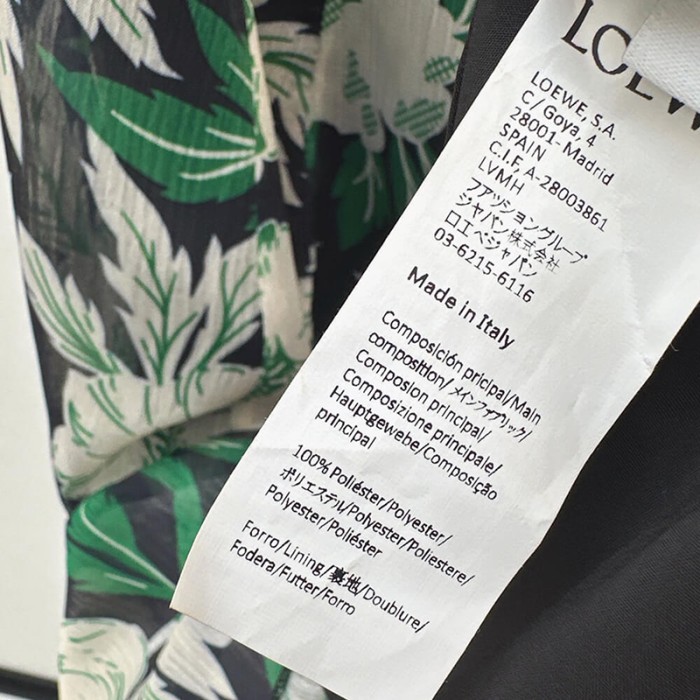 LOEWE
LOEWE, S.A.
C/Goya, 4
28001- Madrid
SPAIN
C.I.F. A-28003861
LVMH
ファッショングループ
ジャパン株式会社
ロエベジャパン
03-6215-6116
Made in Italy
Composición pricipal/Main
composition/メインファブリック/
Composion principal/
Composizione principale/
Hauptgewebe/Composição
principal
100% Poliéster/Polyester/
ポリエステル/Polyester/Poliestere/
Polyester/Poliéster
Forro/Lining/裏地/Doublure/
Fodera/Futter/Forro